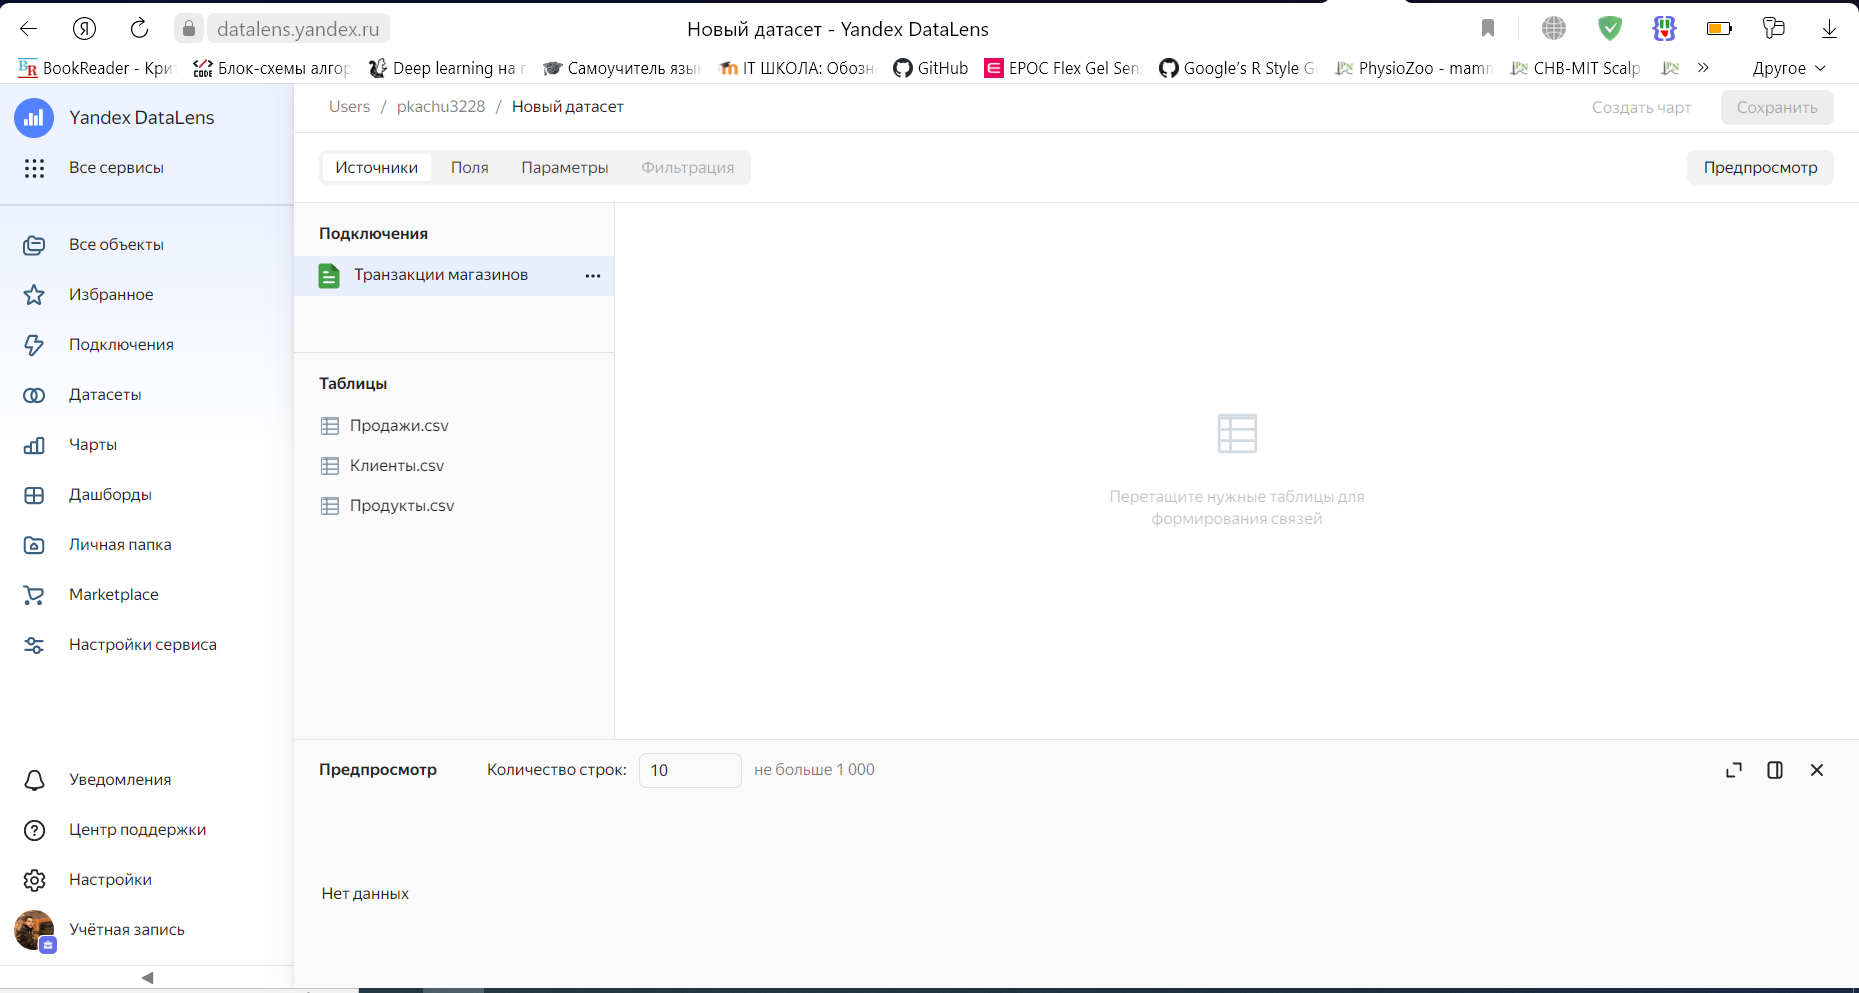 datalens.yandex.ru
Новый датасет - Yandex DataLens
BookReader - Кри
Блок-схемы алгор
Deep learning на
Самоучитель язы
IT ШКОЛА: Обозн
GitHub
EPOC Flex Gel Sen
Google's R Style G
PhysioZoo - mam
CHB-MIT Scalp
»
Другое
Yandex DataLens
Все сервисы
Все объекты
Избранное
Подключения
Датасеты
Чарты
Дашборды
Личная папка
Marketplace
Настройки сервиса
Уведомления
Центр поддержки
Настройки
Учётная запись
Users / pkachu3228 / Новый датасет
Создать чарт
Сохранить
Источники
Поля
Параметры
Фильтрация
Предпросмотр
Подключения
Транзакции магазинов
Таблицы
Продажи.csv
Клиенты.csv
Продукты.csv
Перетащите нужные таблицы для
формирования связей
Предпросмотр
Количество строк: 10 не больше 1 000
Нет данных